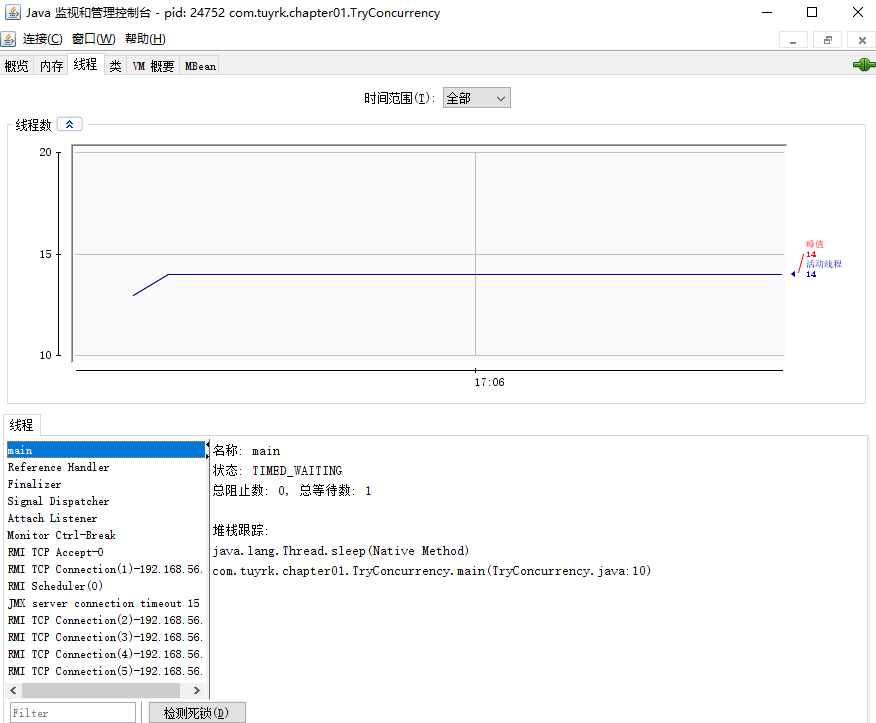 Java 监视和管理控制台 - pid: 24752 com.tuyrk.chapter01.TryConcurrency
连接(C) 窗口(W) 帮助(H)
概览 内存 线程 类 VM 概要 MBean
时间范围(T): 全部
线程数
20
15
10
峰值
14
活动线程
14
17:06
线程
main
Reference Handler
Finalizer
Signal Dispatcher
Attach Listener
Monitor Ctrl-Break
RMI TCP Accept-0
RMI TCP Connection(1)-192.168.56.
RMI Scheduler(0)
JMX server connection timeout 15
RMI TCP Connection(2)-192.168.56.
RMI TCP Connection(3)-192.168.56.
RMI TCP Connection(4)-192.168.56.
RMI TCP Connection(5)-192.168.56.
名称: main
状态: TIMED_WAITING
总阻止数: 0, 总等待数: 1
堆栈跟踪:
java.lang.Thread.sleep(Native Method)
com.tuyrk.chapter01.TryConcurrency.main(TryConcurrency.java:10)
Filter 检测死锁(D)